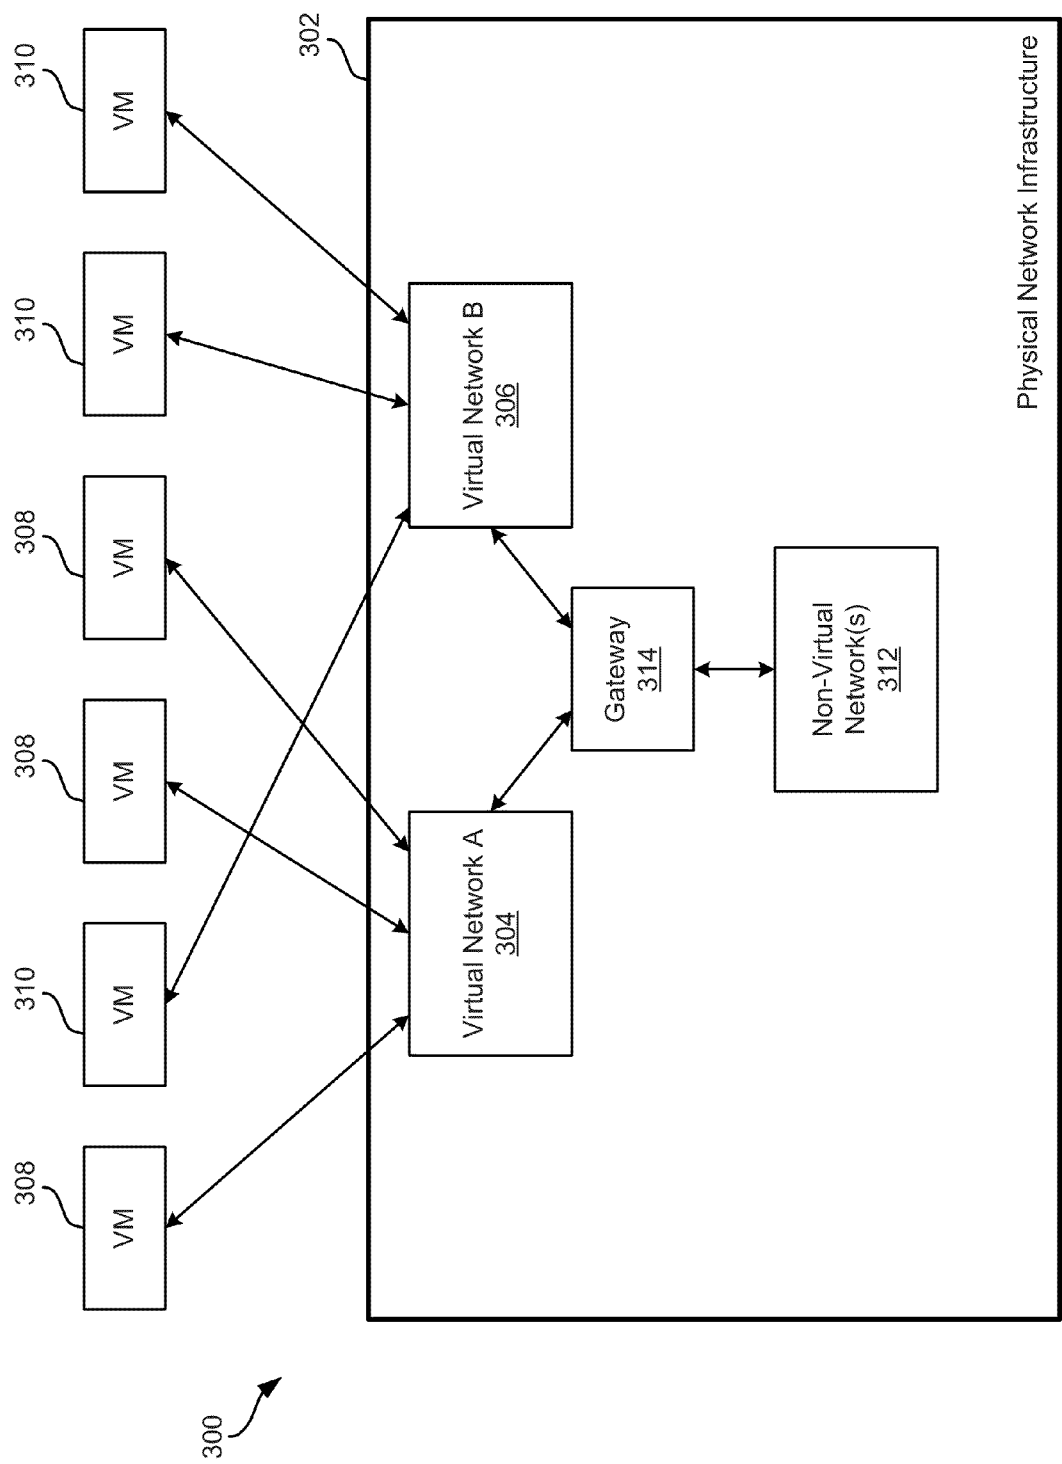 308
310
308
308
310
310
VM
VM
VM
VM
VM
VM
300
302
Virtual Network A
304
Virtual Network B
306
Gateway
314
Non-Virtual
Network(s)
312
Physical Network Infrastructure